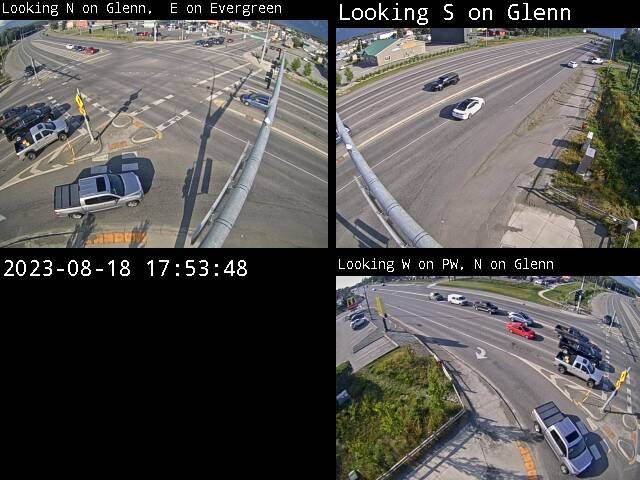 Looking N on Glenn,  E on Evergreen
Looking S on Glenn
2023-08-18 17:53:48
Looking W on PW, N on Glenn